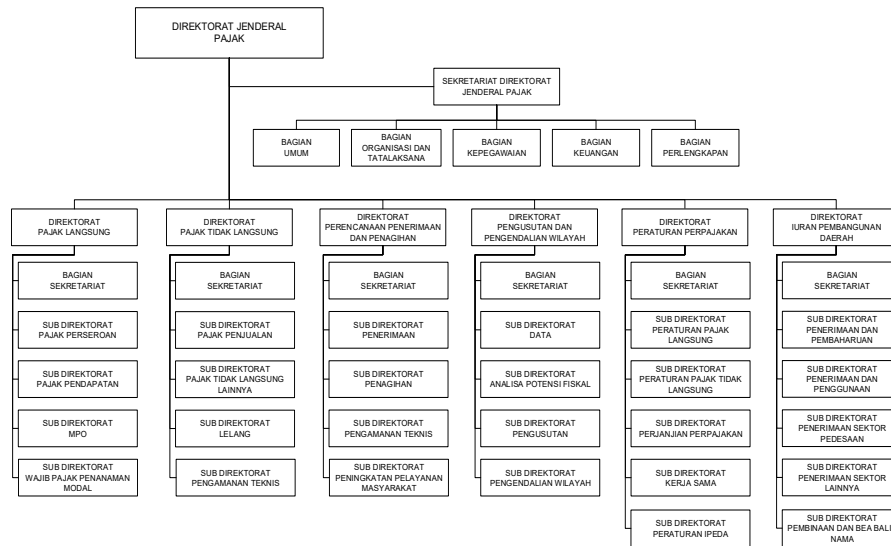 DIREKTORAT JENDERAL
PAJAK
SEKRETARIAT DIREKTORAT
JENDERAL PAJAK
BAGIAN
UMUM
BAGIAN
ORGANISASI DAN
TATALAKSANA
BAGIAN
KEPEGAWAIAN
BAGIAN
KEUANGAN
BAGIAN
PERLENGKAPAN
DIREKTORAT
PAJAK LANGSUNG
BAGIAN
SEKRETARIAT
SUB DIREKTORAT
PAJAK PERSEROAN
SUB DIREKTORAT
PAJAK PENDAPATAN
SUB DIREKTORAT
MPO
SUB DIREKTORAT
WAJIB PAJAK PENANAMAN
MODAL
DIREKTORAT
PAJAK TIDAK LANGSUNG
BAGIAN
SEKRETARIAT
SUB DIREKTORAT
PAJAK PENJUALAN
SUB DIREKTORAT
PAJAK TIDAK LANGSUNG
LAINNYA
SUB DIREKTORAT
LELANG
SUB DIREKTORAT
PENGAMANAN TEKNIS
DIREKTORAT
PERENCANAAN PENERIMAAN
DAN PENAGIHAN
BAGIAN
SEKRETARIAT
SUB DIREKTORAT
PENERIMAAN
SUB DIREKTORAT
PENAGIHAN
SUB DIREKTORAT
PENGAMANAN TEKNIS
SUB DIREKTORAT
PENINGKATAN PELAYANAN
MASYARAKAT
DIREKTORAT
PENGUSUTAN DAN
PENGENDALIAN WILAYAH
BAGIAN
SEKRETARIAT
SUB DIREKTORAT
DATA
SUB DIREKTORAT
ANALISA POTENSI FISKAL
SUB DIREKTORAT
PENGUSUTAN
SUB DIREKTORAT
PENGENDALIAN WILAYAH
DIREKTORAT
PERATURAN PERPAJAKAN
BAGIAN
SEKRETARIAT
SUB DIREKTORAT
PERATURAN PAJAK
LANGSUNG
SUB DIREKTORAT
PERATURAN PAJAK TIDAK
LANGSUNG
SUB DIREKTORAT
PERJANJIAN PERPAJAKAN
SUB DIREKTORAT
KERJA SAMA
SUB DIREKTORAT
PERATURAN IPEDA
DIREKTORAT
IURAN PEMBANGUNAN
DAERAH
BAGIAN
SEKRETARIAT
SUB DIREKTORAT
PENERIMAAN DAN
PEMBAHARUAN
SUB DIREKTORAT
PENERIMAAN DAN
PENGGUNAAN
SUB DIREKTORAT
PENERIMAAN SEKTOR
PEDESAAN
SUB DIREKTORAT
PENERIMAAN SEKTOR
LAINNYA
SUB DIREKTORAT
PEMBINAAN DAN BEA BALI
NAMA